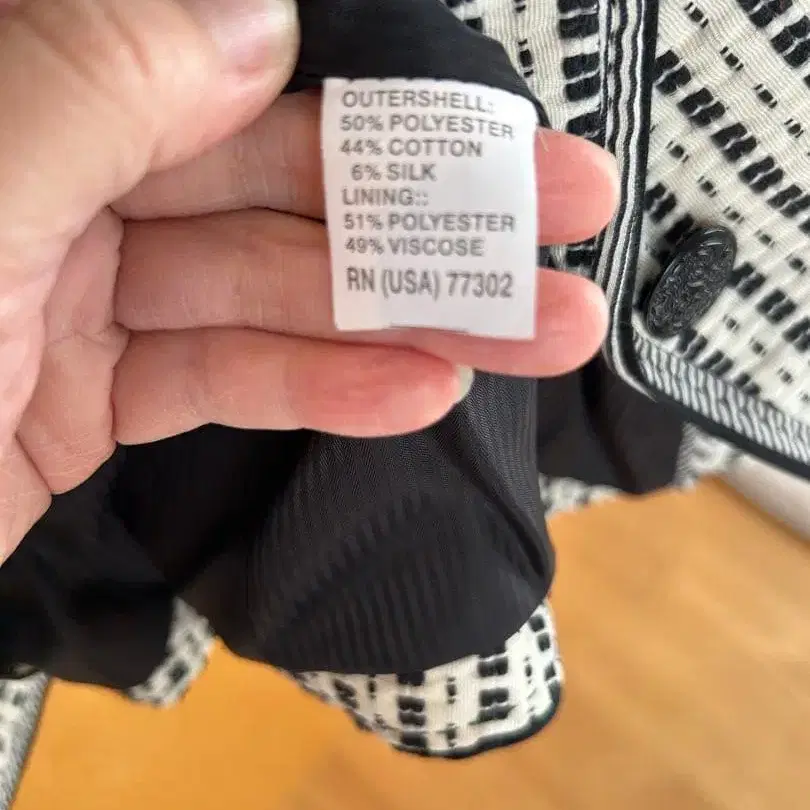 OUTERSHELL:
50% POLYESTER
44% COTTON
6% SILK
LINING::
51% POLYESTER
49% VISCOSE
RN (USA) 77302